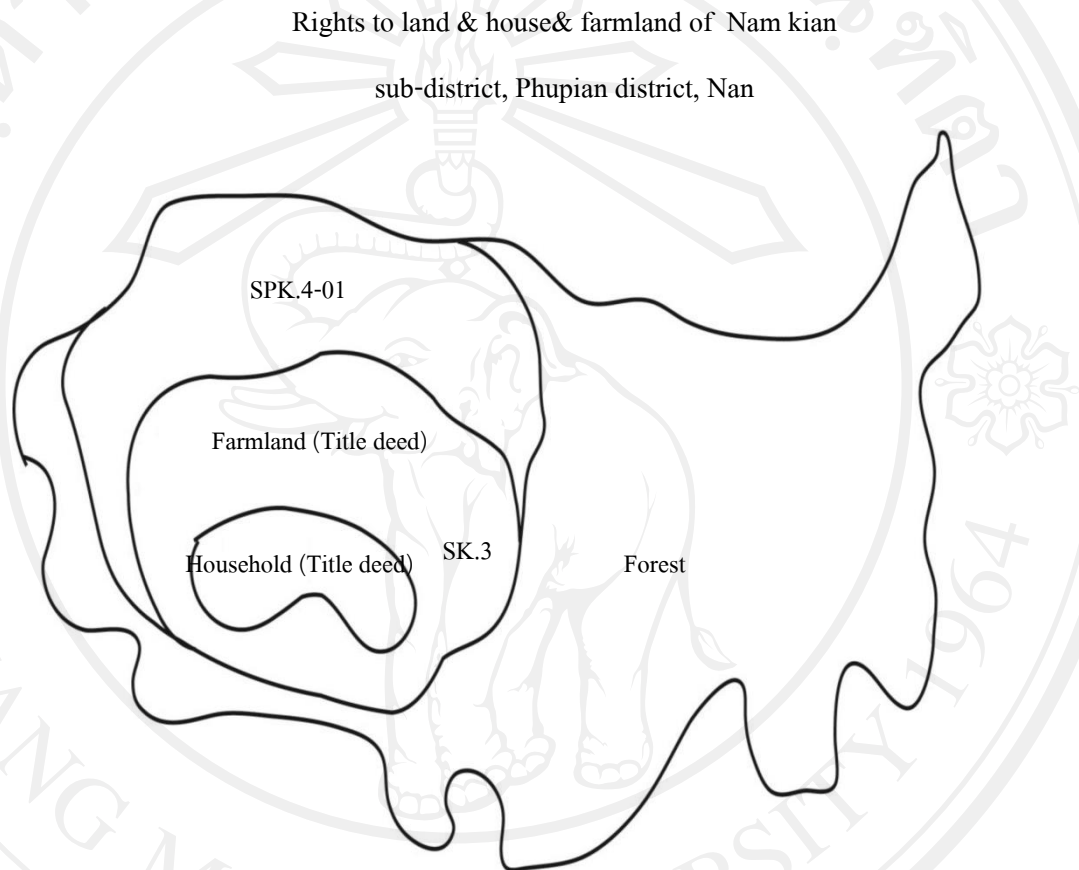 Rights to land & house& farmland of Nam kian
sub-district, Phupian district, Nan
SPK.4-01
Farmland (Title deed)
SK.3
Household (Title deed)
Forest